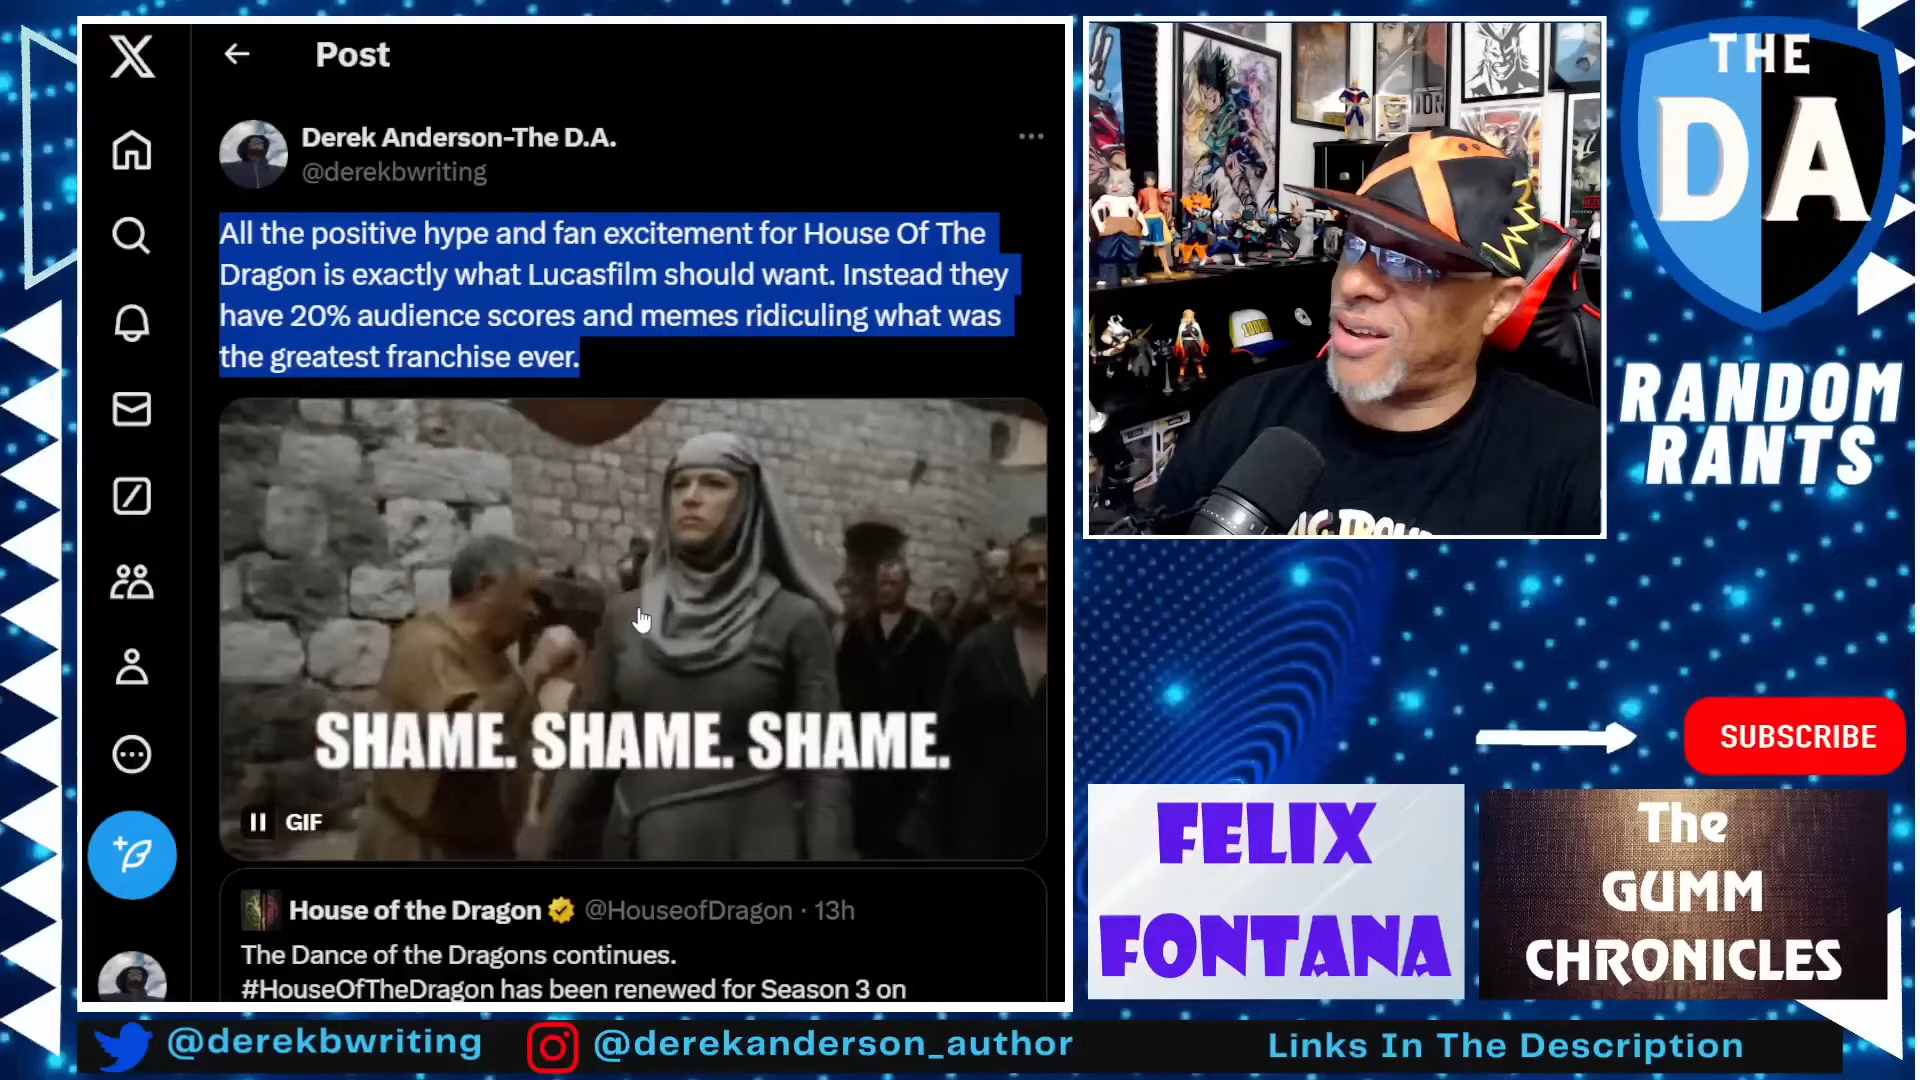 Post
Derek Anderson-The D.A.
@derekbwriting
All the positive hype and fan excitement for House Of The
Dragon is exactly what Lucasfilm should want. Instead they
have 20% audience scores and memes ridiculing what was
the greatest franchise ever.
SHAME. SHAME. SHAME.
GIF
House of the Dragon @HouseofDragon · 13h
The Dance of the Dragons continues.
#HouseOfTheDragon has been renewed for Season 3 on
THE
DA
RANDOM
RANTS
SUBSCRIBE
FELIX
FONTANA
The
GUMM
CHRONICLES
@derekbwriting
@derekanderson_author
Links In The Description